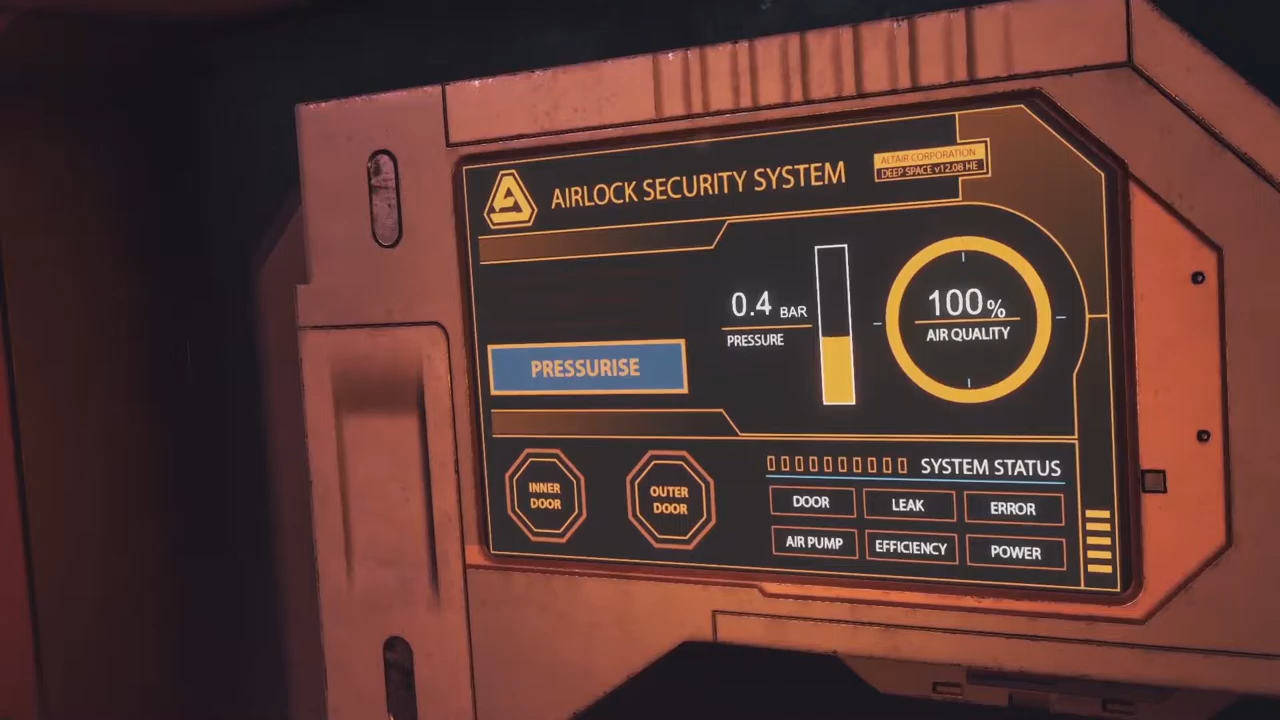 AIRLOCK SECURITY SYSTEM
ALTAIR CORPORATION
DEEP SPACE v12.08 HE
0.4 BAR
PRESSURE
100%
AIR QUALITY
PRESSURISE
INNER
DOOR
OUTER
DOOR
SYSTEM STATUS
DOOR
LEAK
ERROR
AIR PUMP
EFFICIENCY
POWER